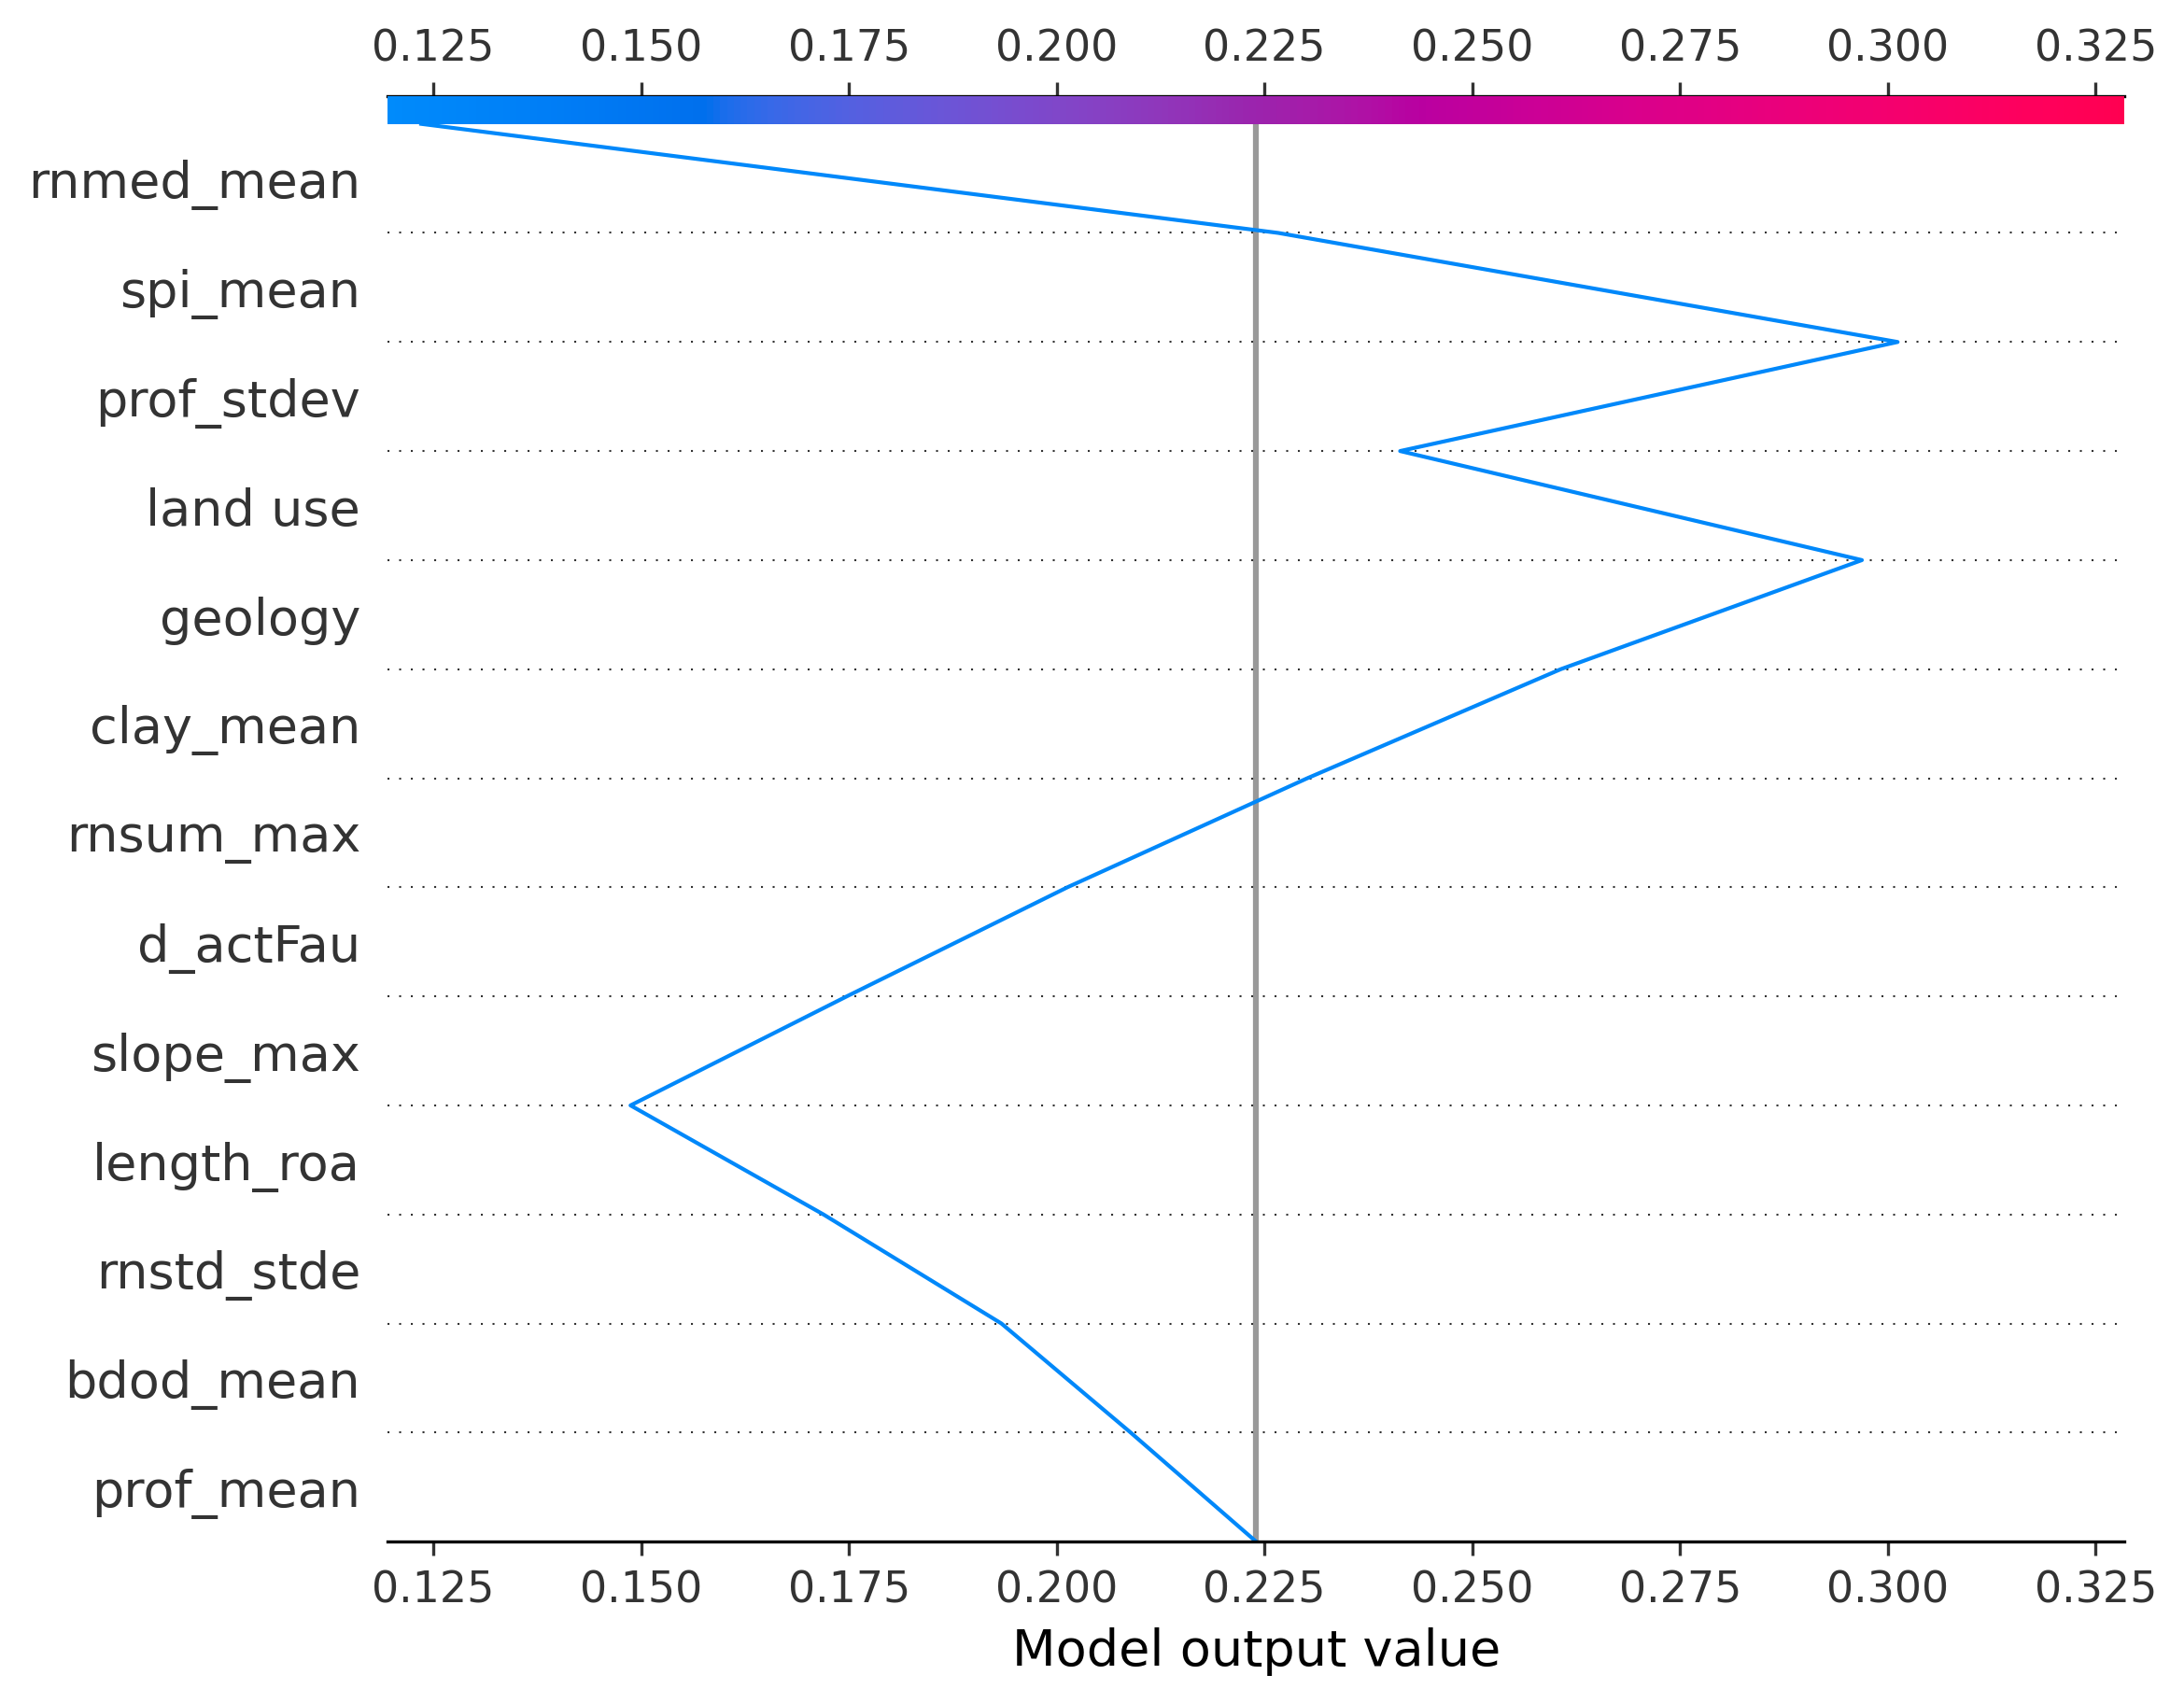 0.125 0.150 0.175 0.200 0.225 0.250 0.275 0.300 0.325
rnmed_mean
spi_mean
prof_stdev
land use
geology
clay_mean
rnsum_max
d_actFau
slope_max
length_roa
rnstd_stde
bdod_mean
prof_mean
0.125 0.150 0.175 0.200 0.225 0.250 0.275 0.300 0.325
Model output value